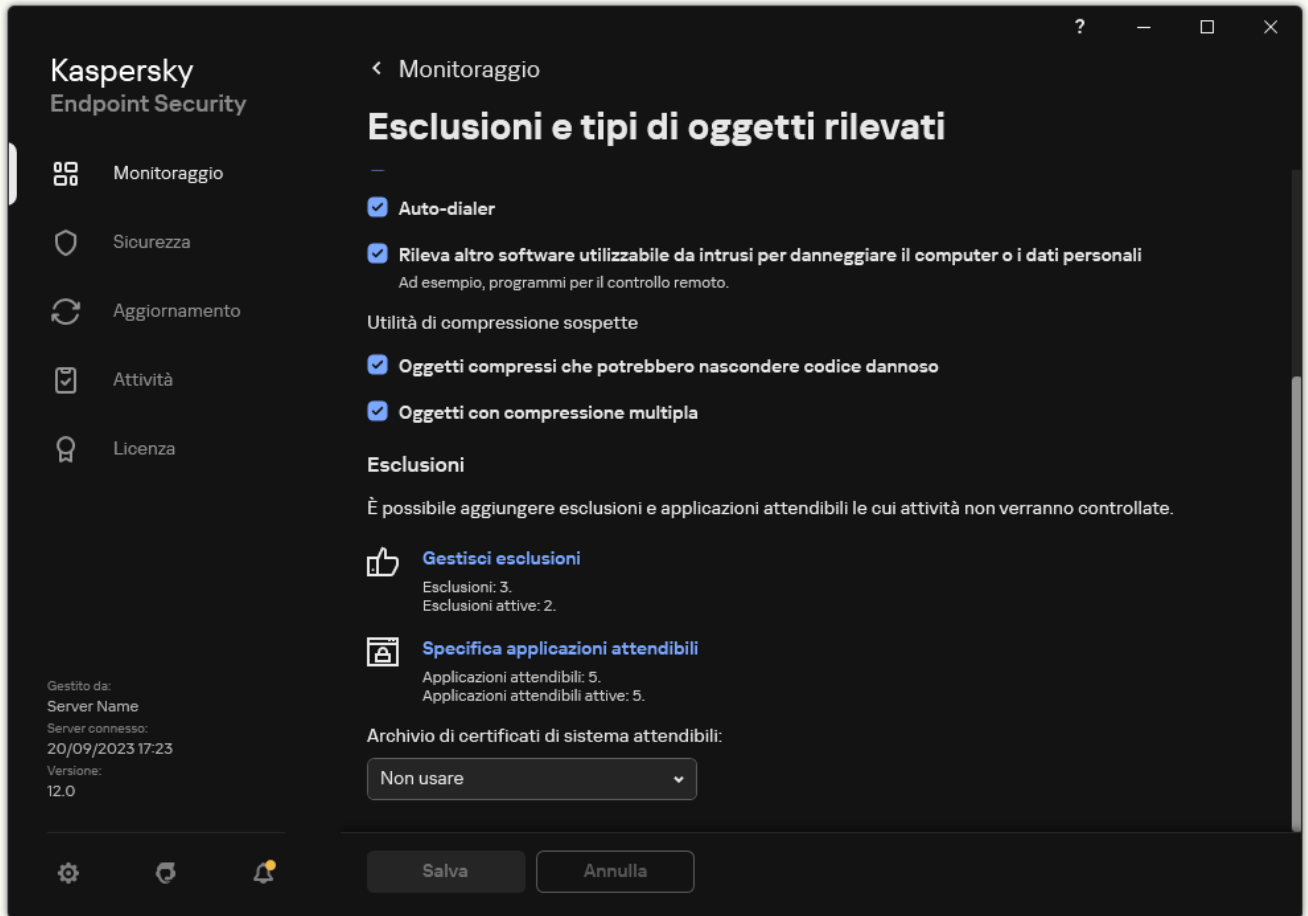 ?
Kaspersky
Endpoint Security
Monitoraggio
Sicurezza
Aggiornamento
Attività
Licenza
Gestito da:
Server Name
Server connesso:
20/09/2023 17:23
Versione:
12.0
Monitoraggio
Esclusioni e tipi di oggetti rilevati
Auto-dialer
Rileva altro software utilizzabile da intrusi per danneggiare il computer o i dati personali
Ad esempio, programmi per il controllo remoto.
Utilità di compressione sospette
Oggetti compressi che potrebbero nascondere codice dannoso
Oggetti con compressione multipla
Esclusioni
È possibile aggiungere esclusioni e applicazioni attendibili le cui attività non verranno controllate.
Gestisci esclusioni
Esclusioni: 3.
Esclusioni attive: 2.
Specifica applicazioni attendibili
Applicazioni attendibili: 5.
Applicazioni attendibili attive: 5.
Archivio di certificati di sistema attendibili:
Non usare
Salva
Annulla